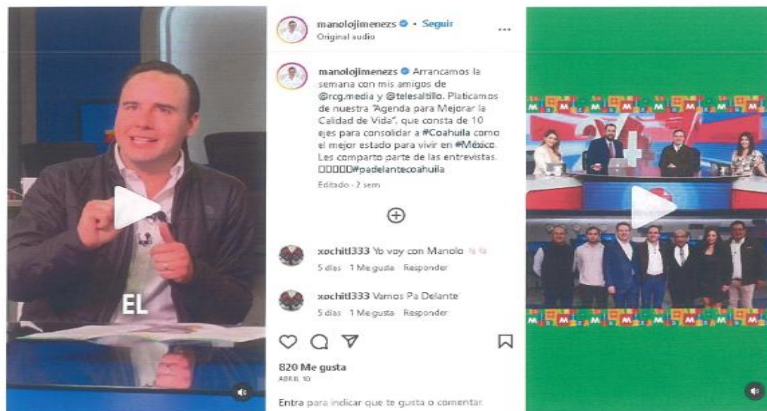 EL
manolojimenezs • Seguir
Original audio
manolojimenezs Arrancamos la
semana con mis amigos de
@rcg.media y @telesaltillo. Platicamos
de nuestra "Agenda para Mejorar la
Calidad de Vida", que consta de 10
ejes para consolidar a #Coahuila como
el mejor estado para vivir en #México.
Les comparto parte de las entrevistas.
#padelantecoahuila
Editado · 2 sem
xochitl333 Yo voy con Manolo
5 días 1 Me gusta Responder
xochitl333 Vamos Pa Delante
5 días 1 Me gusta Responder
820 Me gusta
ABRIL 10
Entra para indicar que te gusta o comentar.